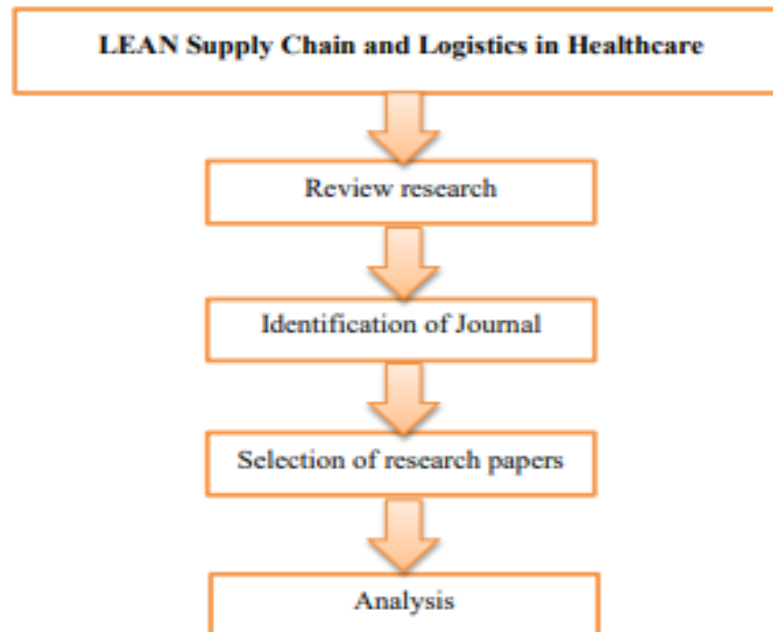 LEAN Supply Chain and Logistics in Healthcare
Review research
Identification of Journal
Selection of research papers
Analysis